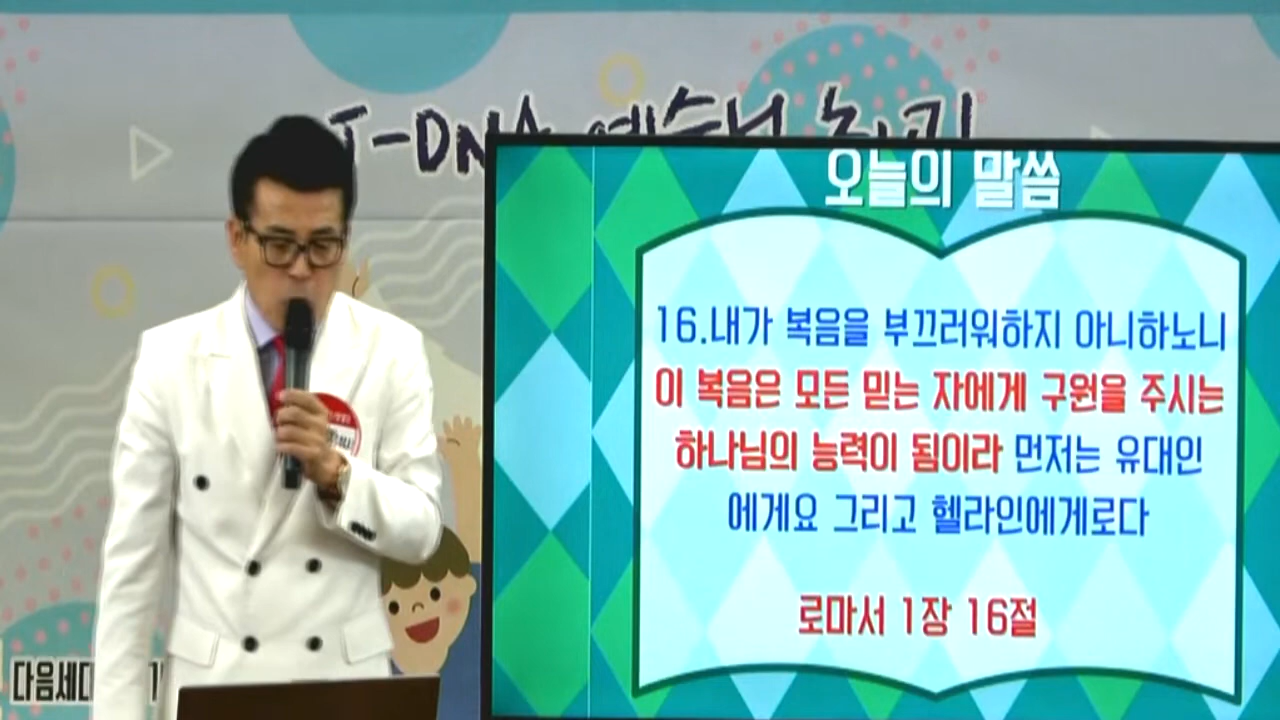 J-DNA 예수님
오늘의 말씀
16.내가 복음을 부끄러워하지 아니하노니
이 복음은 모든 믿는 자에게 구원을 주시는
하나님의 능력이 됨이라 먼저는 유대인
에게요 그리고 헬라인에게로다
로마서 1장 16절
다음세대